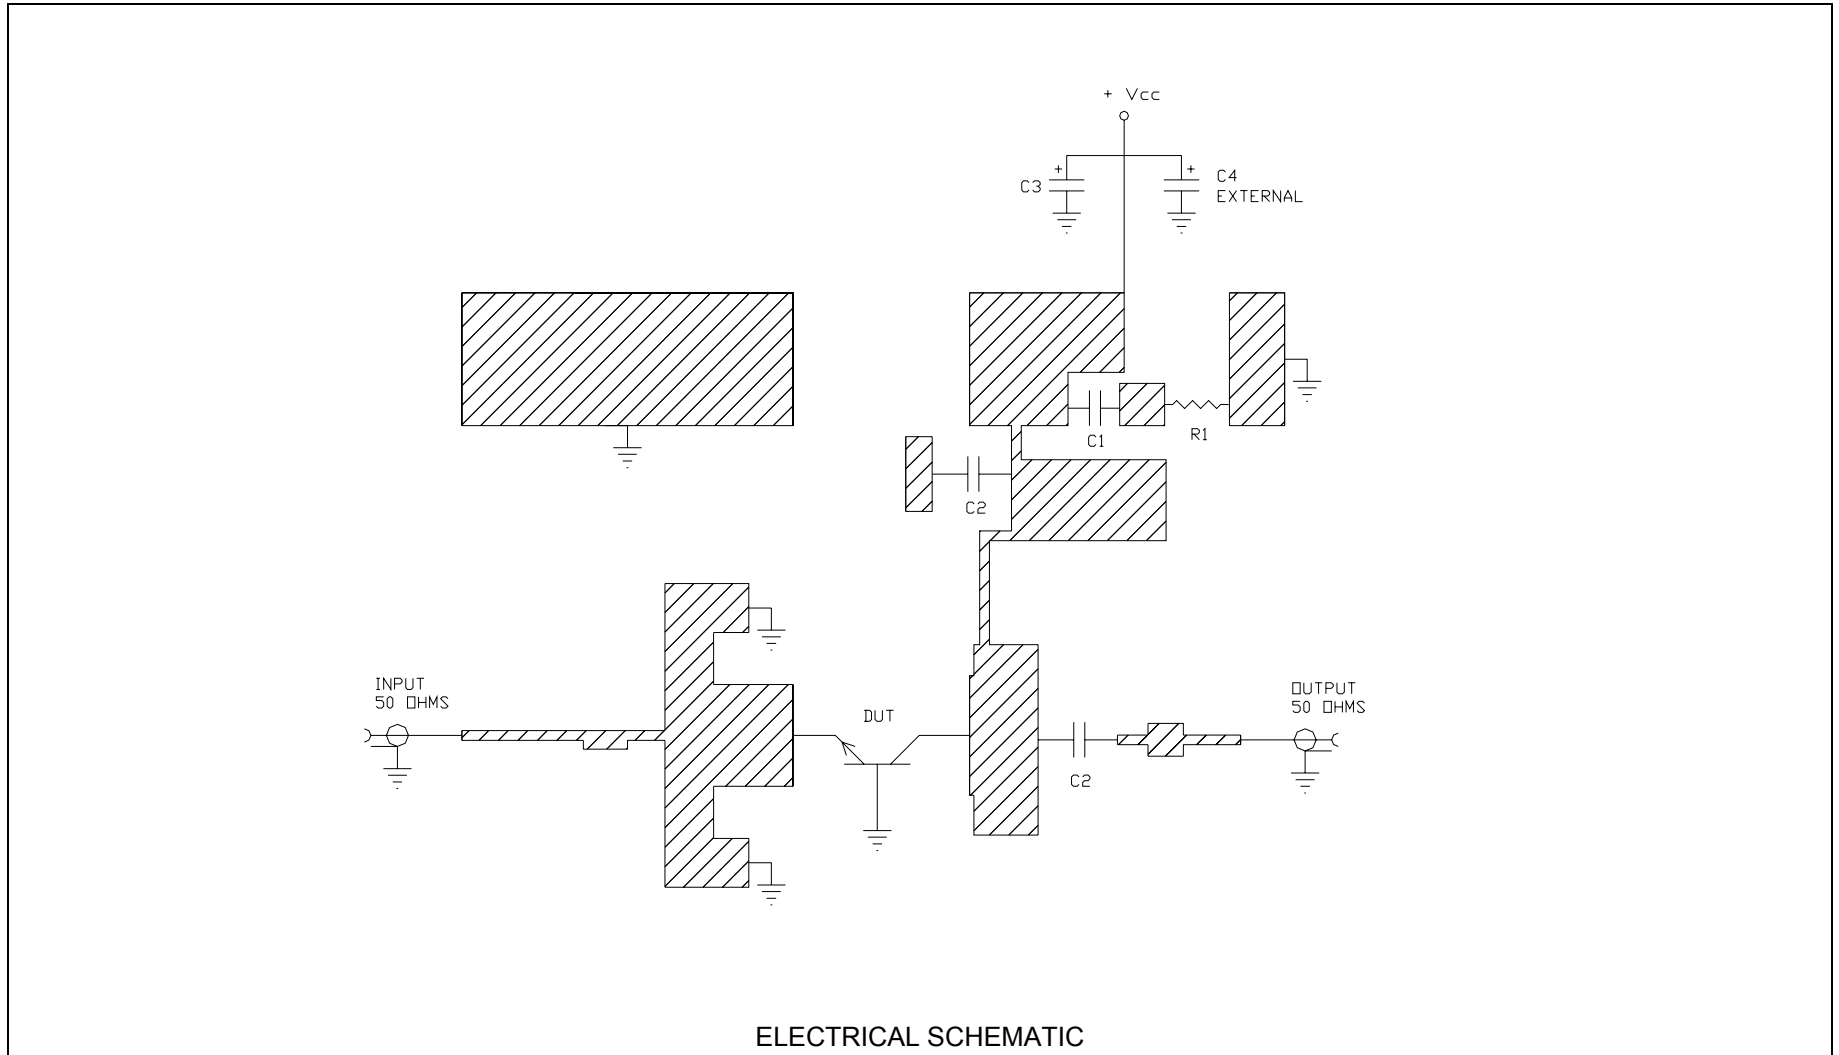 + Vcc
+
+
C3
C4
EXTERNAL
C1
R1
C2
INPUT
50 OHMS
DUT
OUTPUT
50 OHMS
C2
ELECTRICAL SCHEMATIC